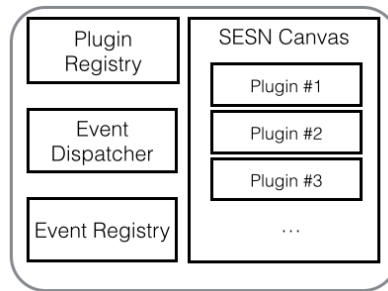 Plugin
Registry
Event
Dispatcher
Event Registry
SESN Canvas
Plugin #1
Plugin #2
Plugin #3
...